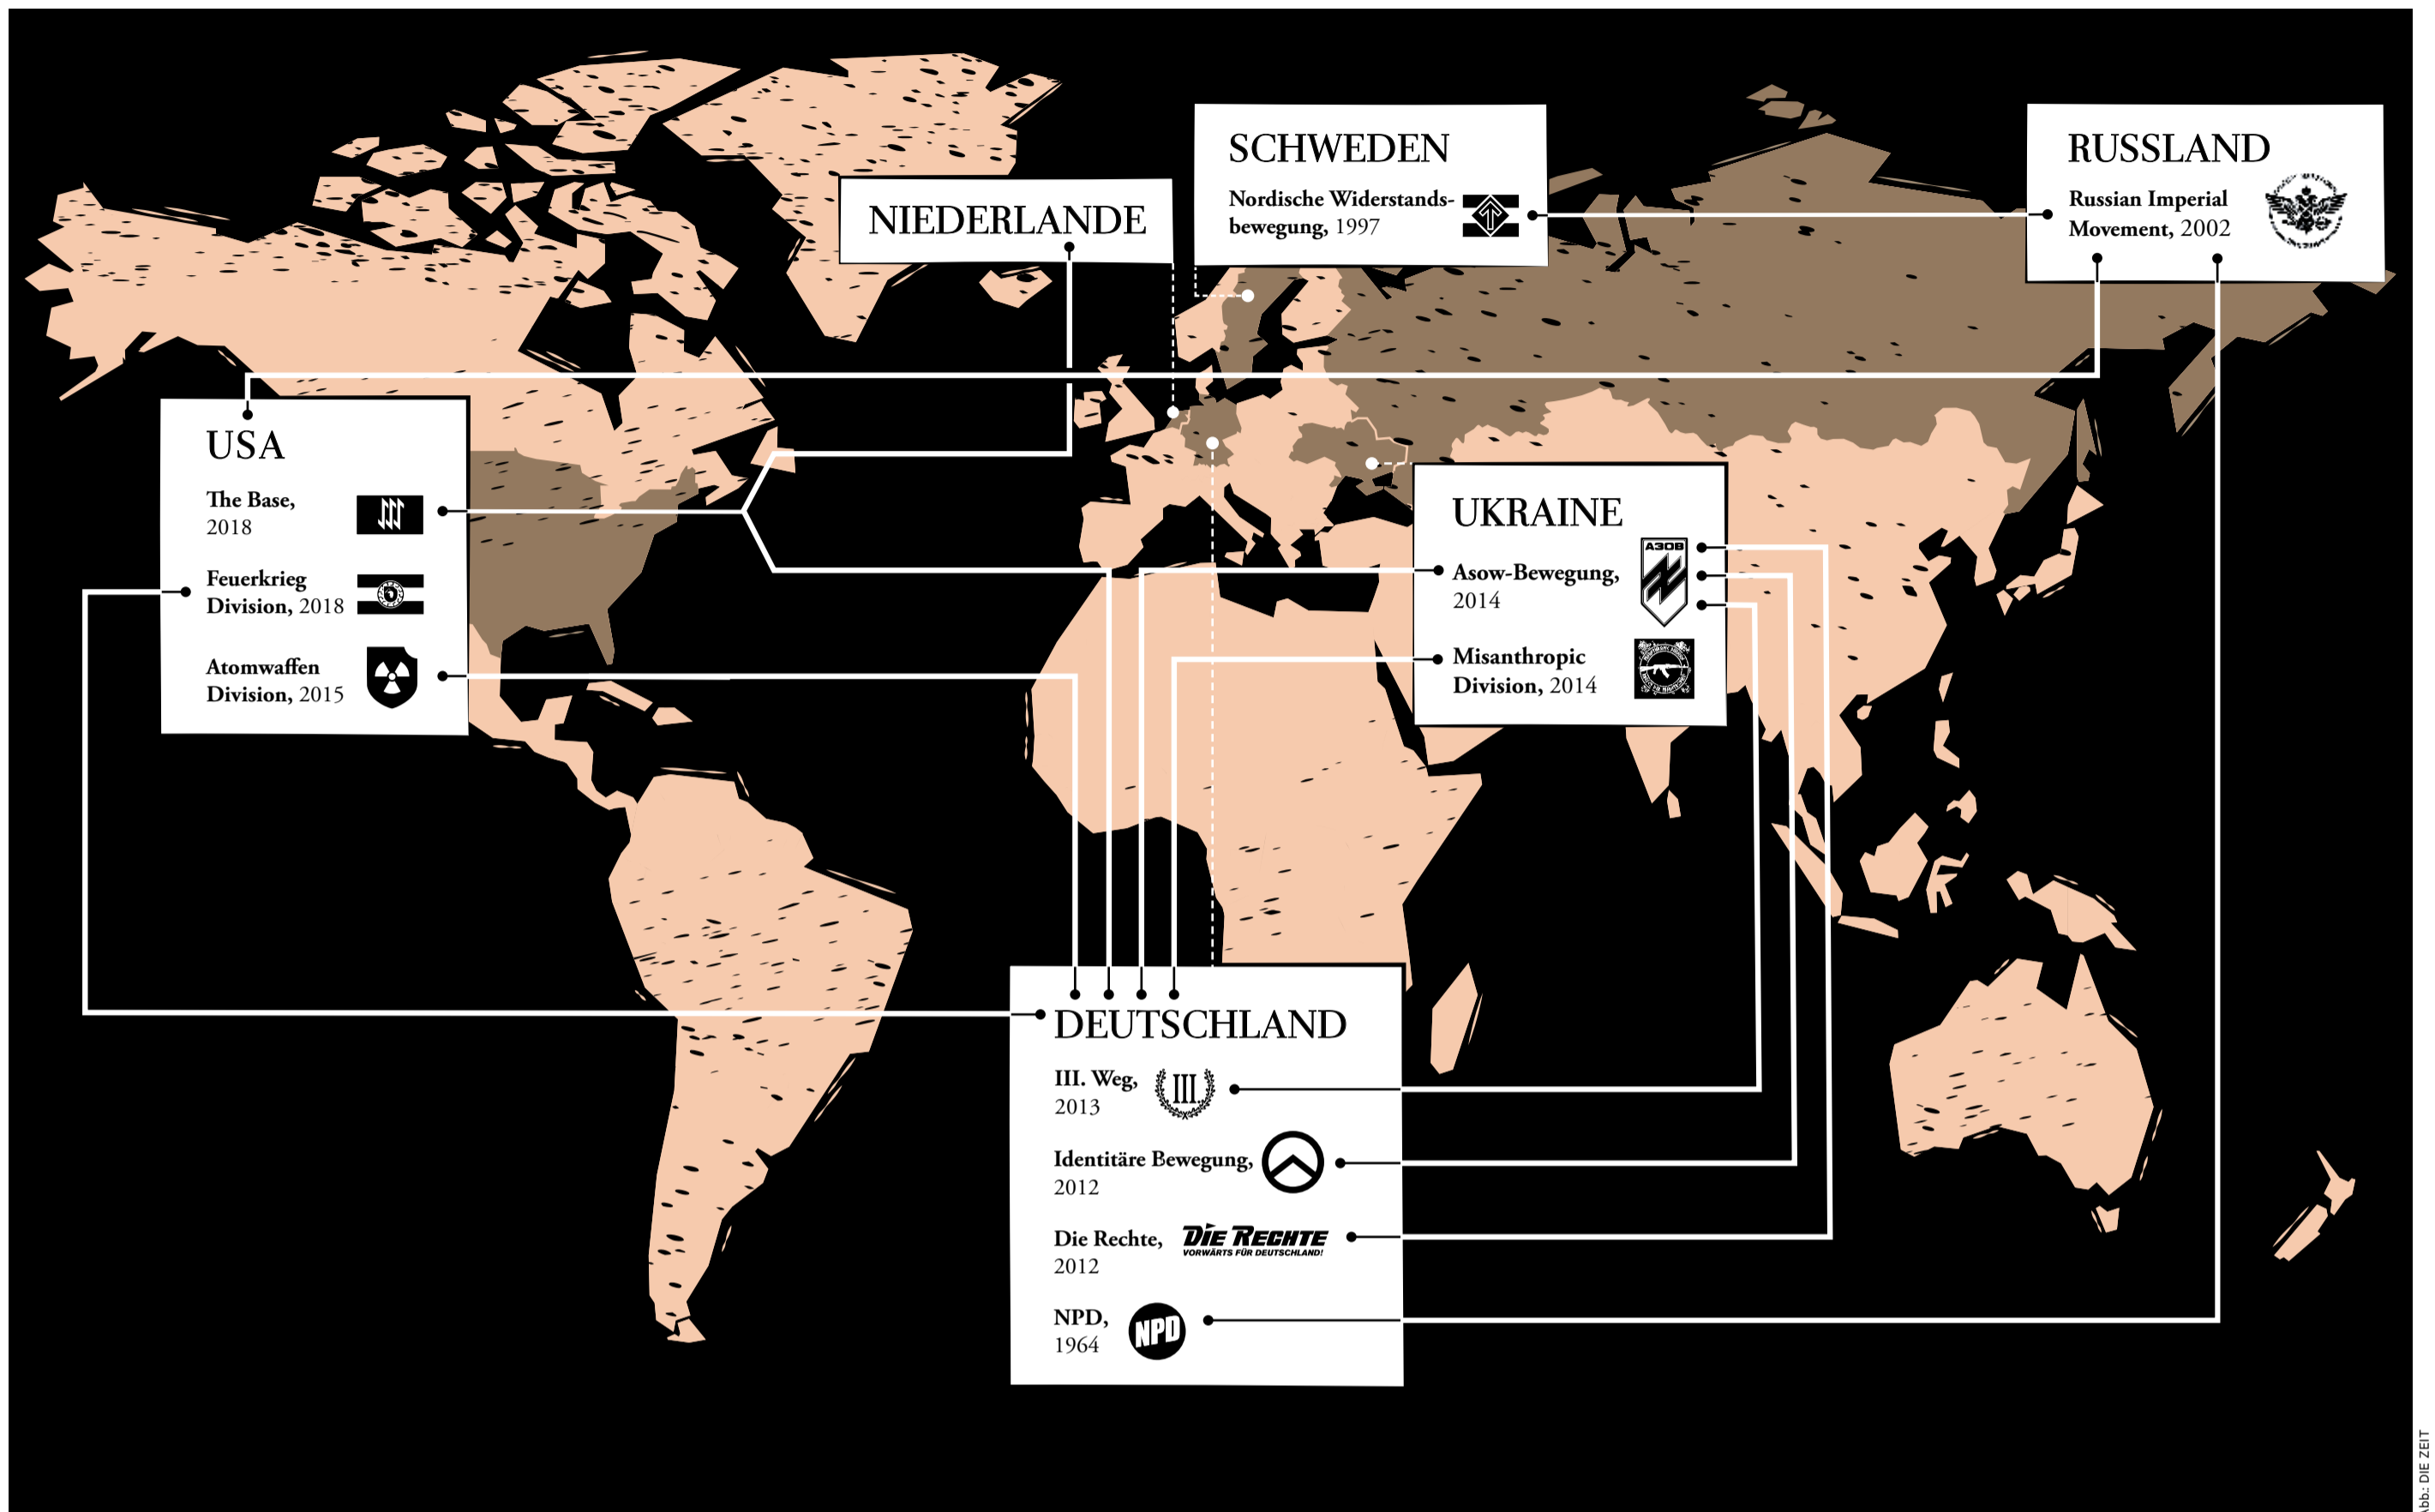 NIEDERLANDE
SCHWEDEN
Nordische Widerstands-
bewegung, 1997
RUSSLAND
Russian Imperial
Movement, 2002
USA
The Base,
2018
Feuerkrieg
Division, 2018
Atomwaffen
Division, 2015
UKRAINE
АЗОВ
Asow-Bewegung,
2014
Misanthropic
Division, 2014
DEUTSCHLAND
III. Weg,
2013
III.
Identitäre Bewegung,
2012
Die Rechte,
2012
DIE RECHTE
VORWÄRTS FÜR DEUTSCHLAND!
NPD,
1964
NPD
Abb.: DIE ZEIT